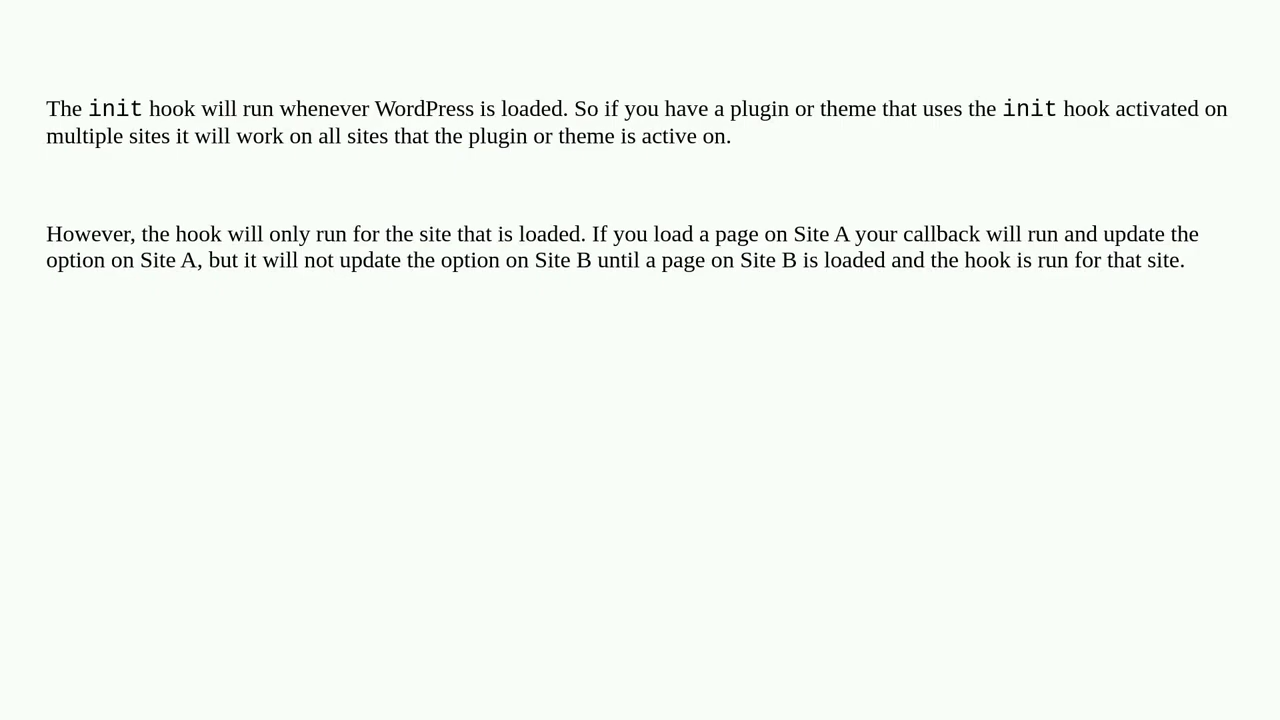 The init hook will run whenever WordPress is loaded. So if you have a plugin or theme that uses the init hook activated on
multiple sites it will work on all sites that the plugin or theme is active on.
However, the hook will only run for the site that is loaded. If you load a page on Site A your callback will run and update the
option on Site A, but it will not update the option on Site B until a page on Site B is loaded and the hook is run for that site.